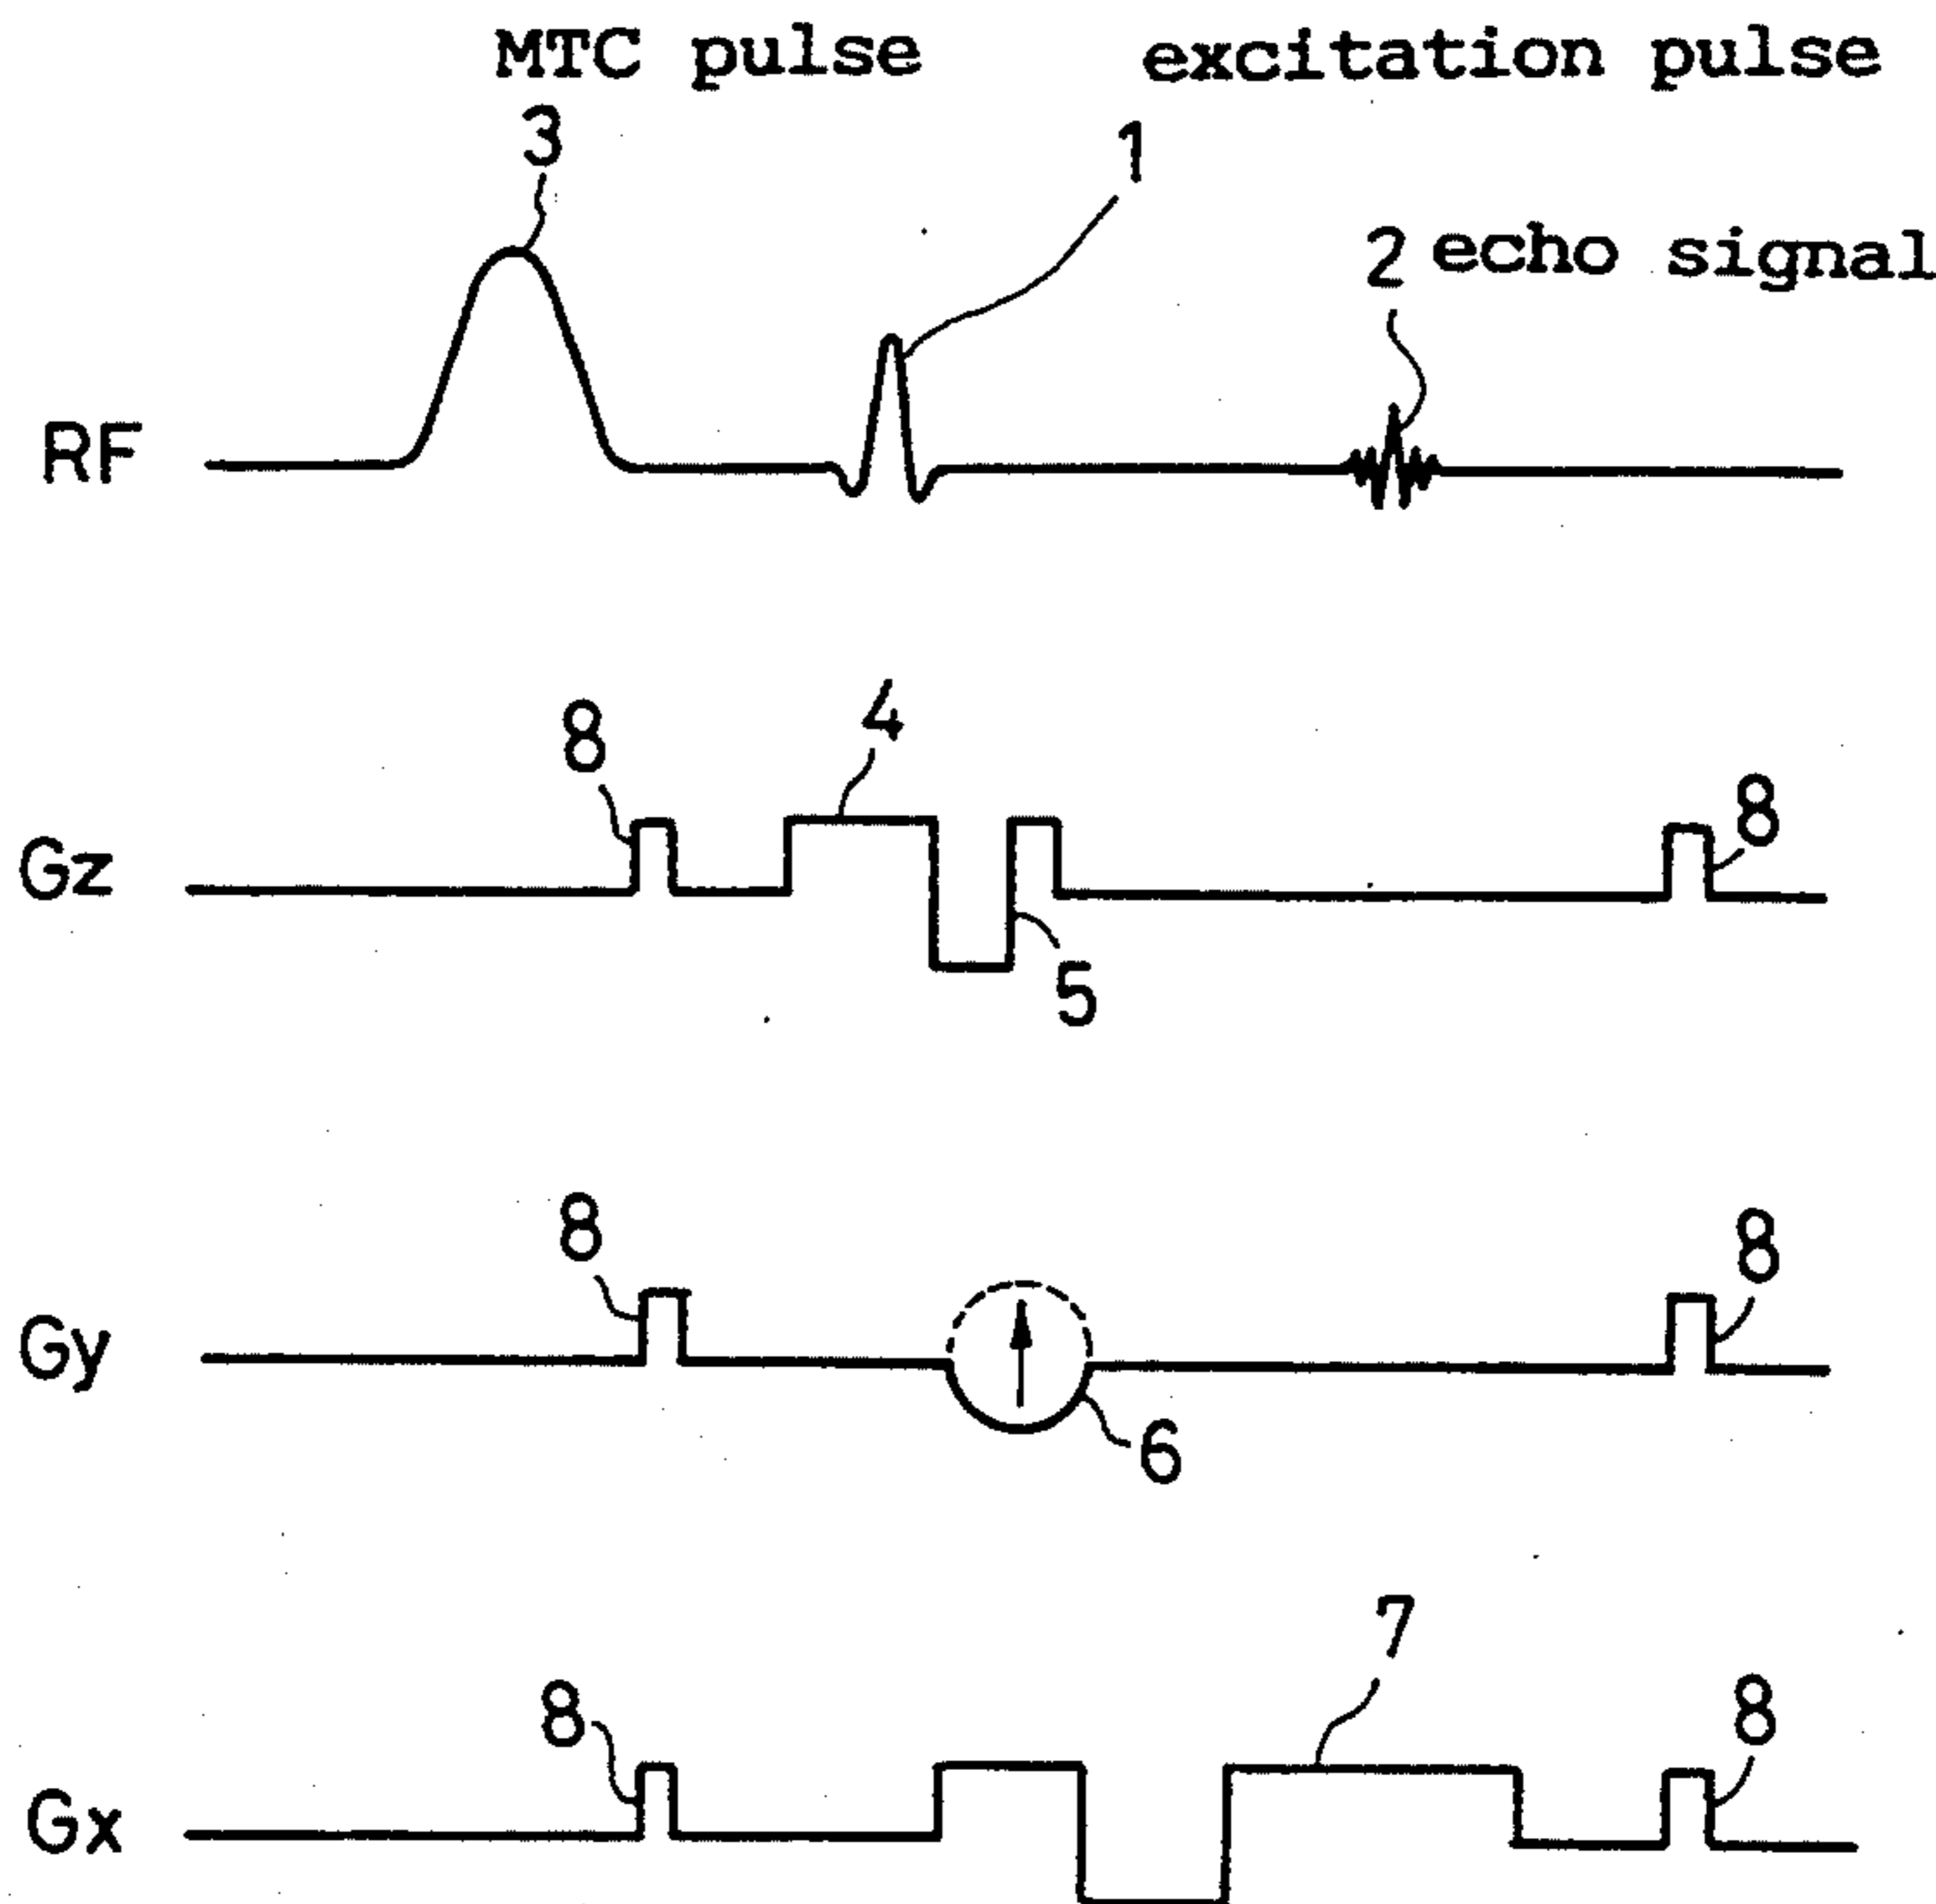 MTC pulse excitation pulse
3 1
2 echo signal
RF
8 4 8
Gz
5
8 8
Gy
6
7
8 8
Gx